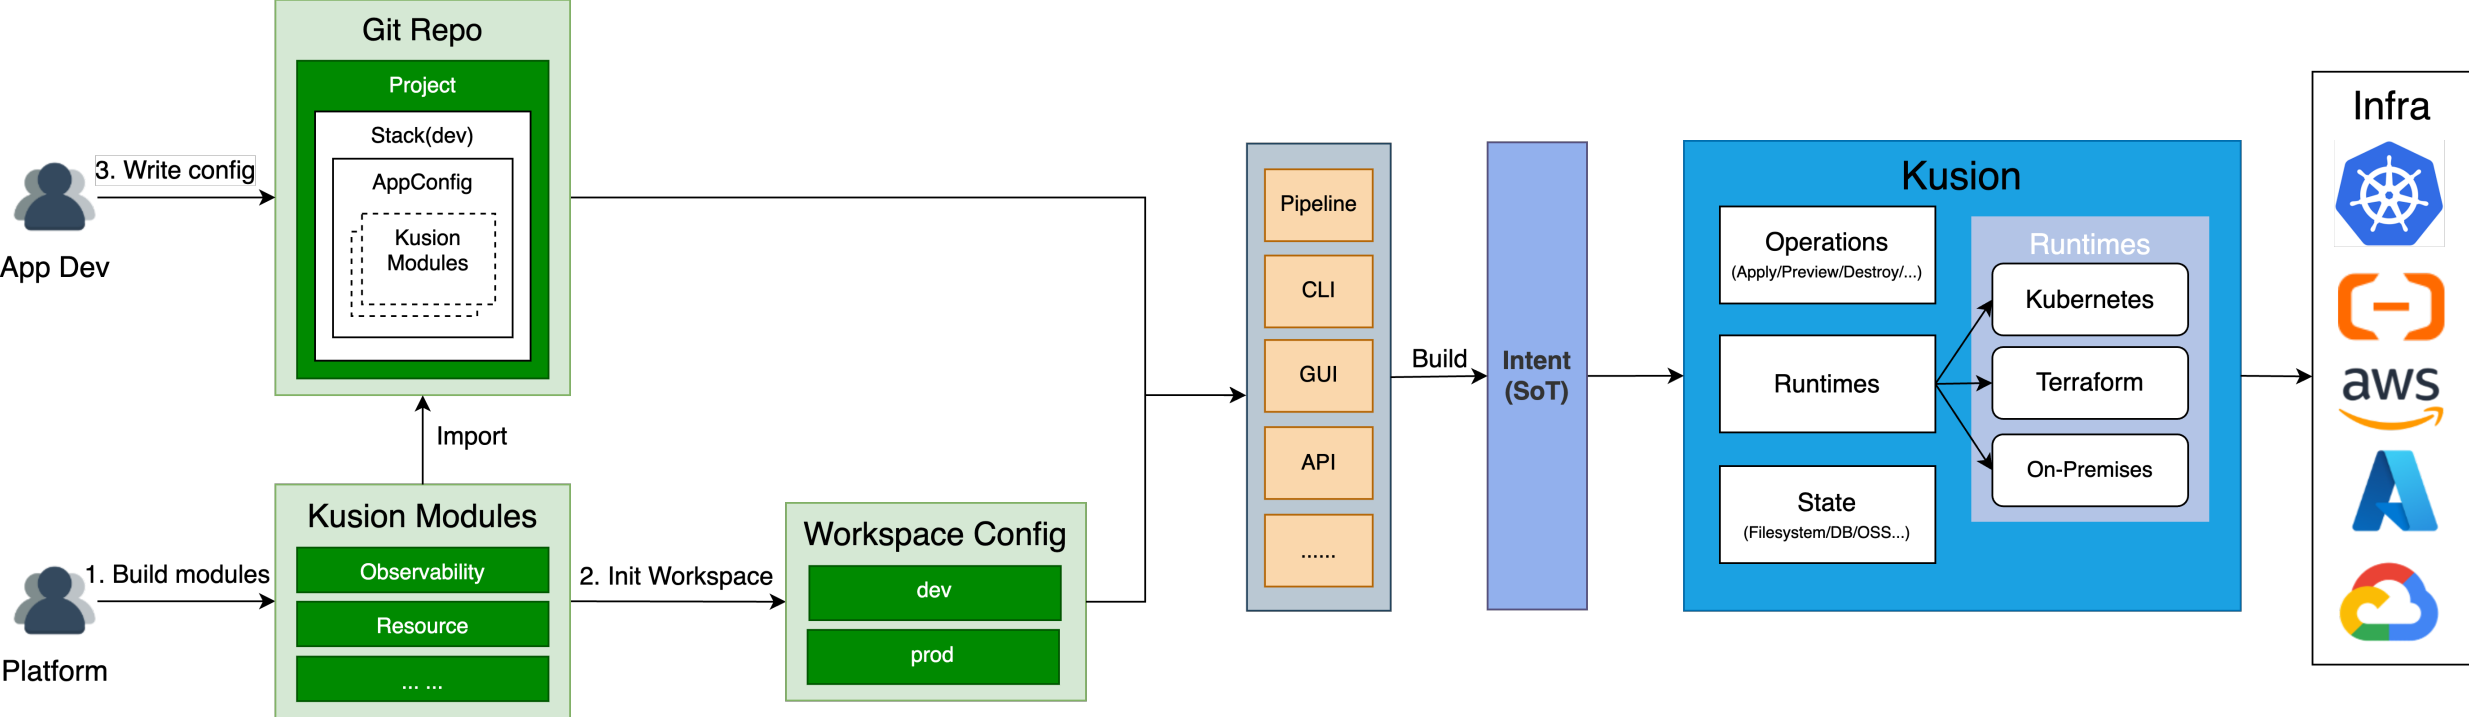 Git Repo
Project
Stack(dev)
AppConfig
Kusion
Modules
3. Write config
App Dev
Import
Kusion Modules
Observability
Resource
... ...
1. Build modules
Platform
2. Init Workspace
Workspace Config
dev
prod
Pipeline
CLI
GUI
API
......
Build
Intent
(SoT)
Kusion
Operations
(Apply/Preview/Destroy/...)
Runtimes
State
(Filesystem/DB/OSS...)
Runtimes
Kubernetes
Terraform
On-Premises
Infra
aws